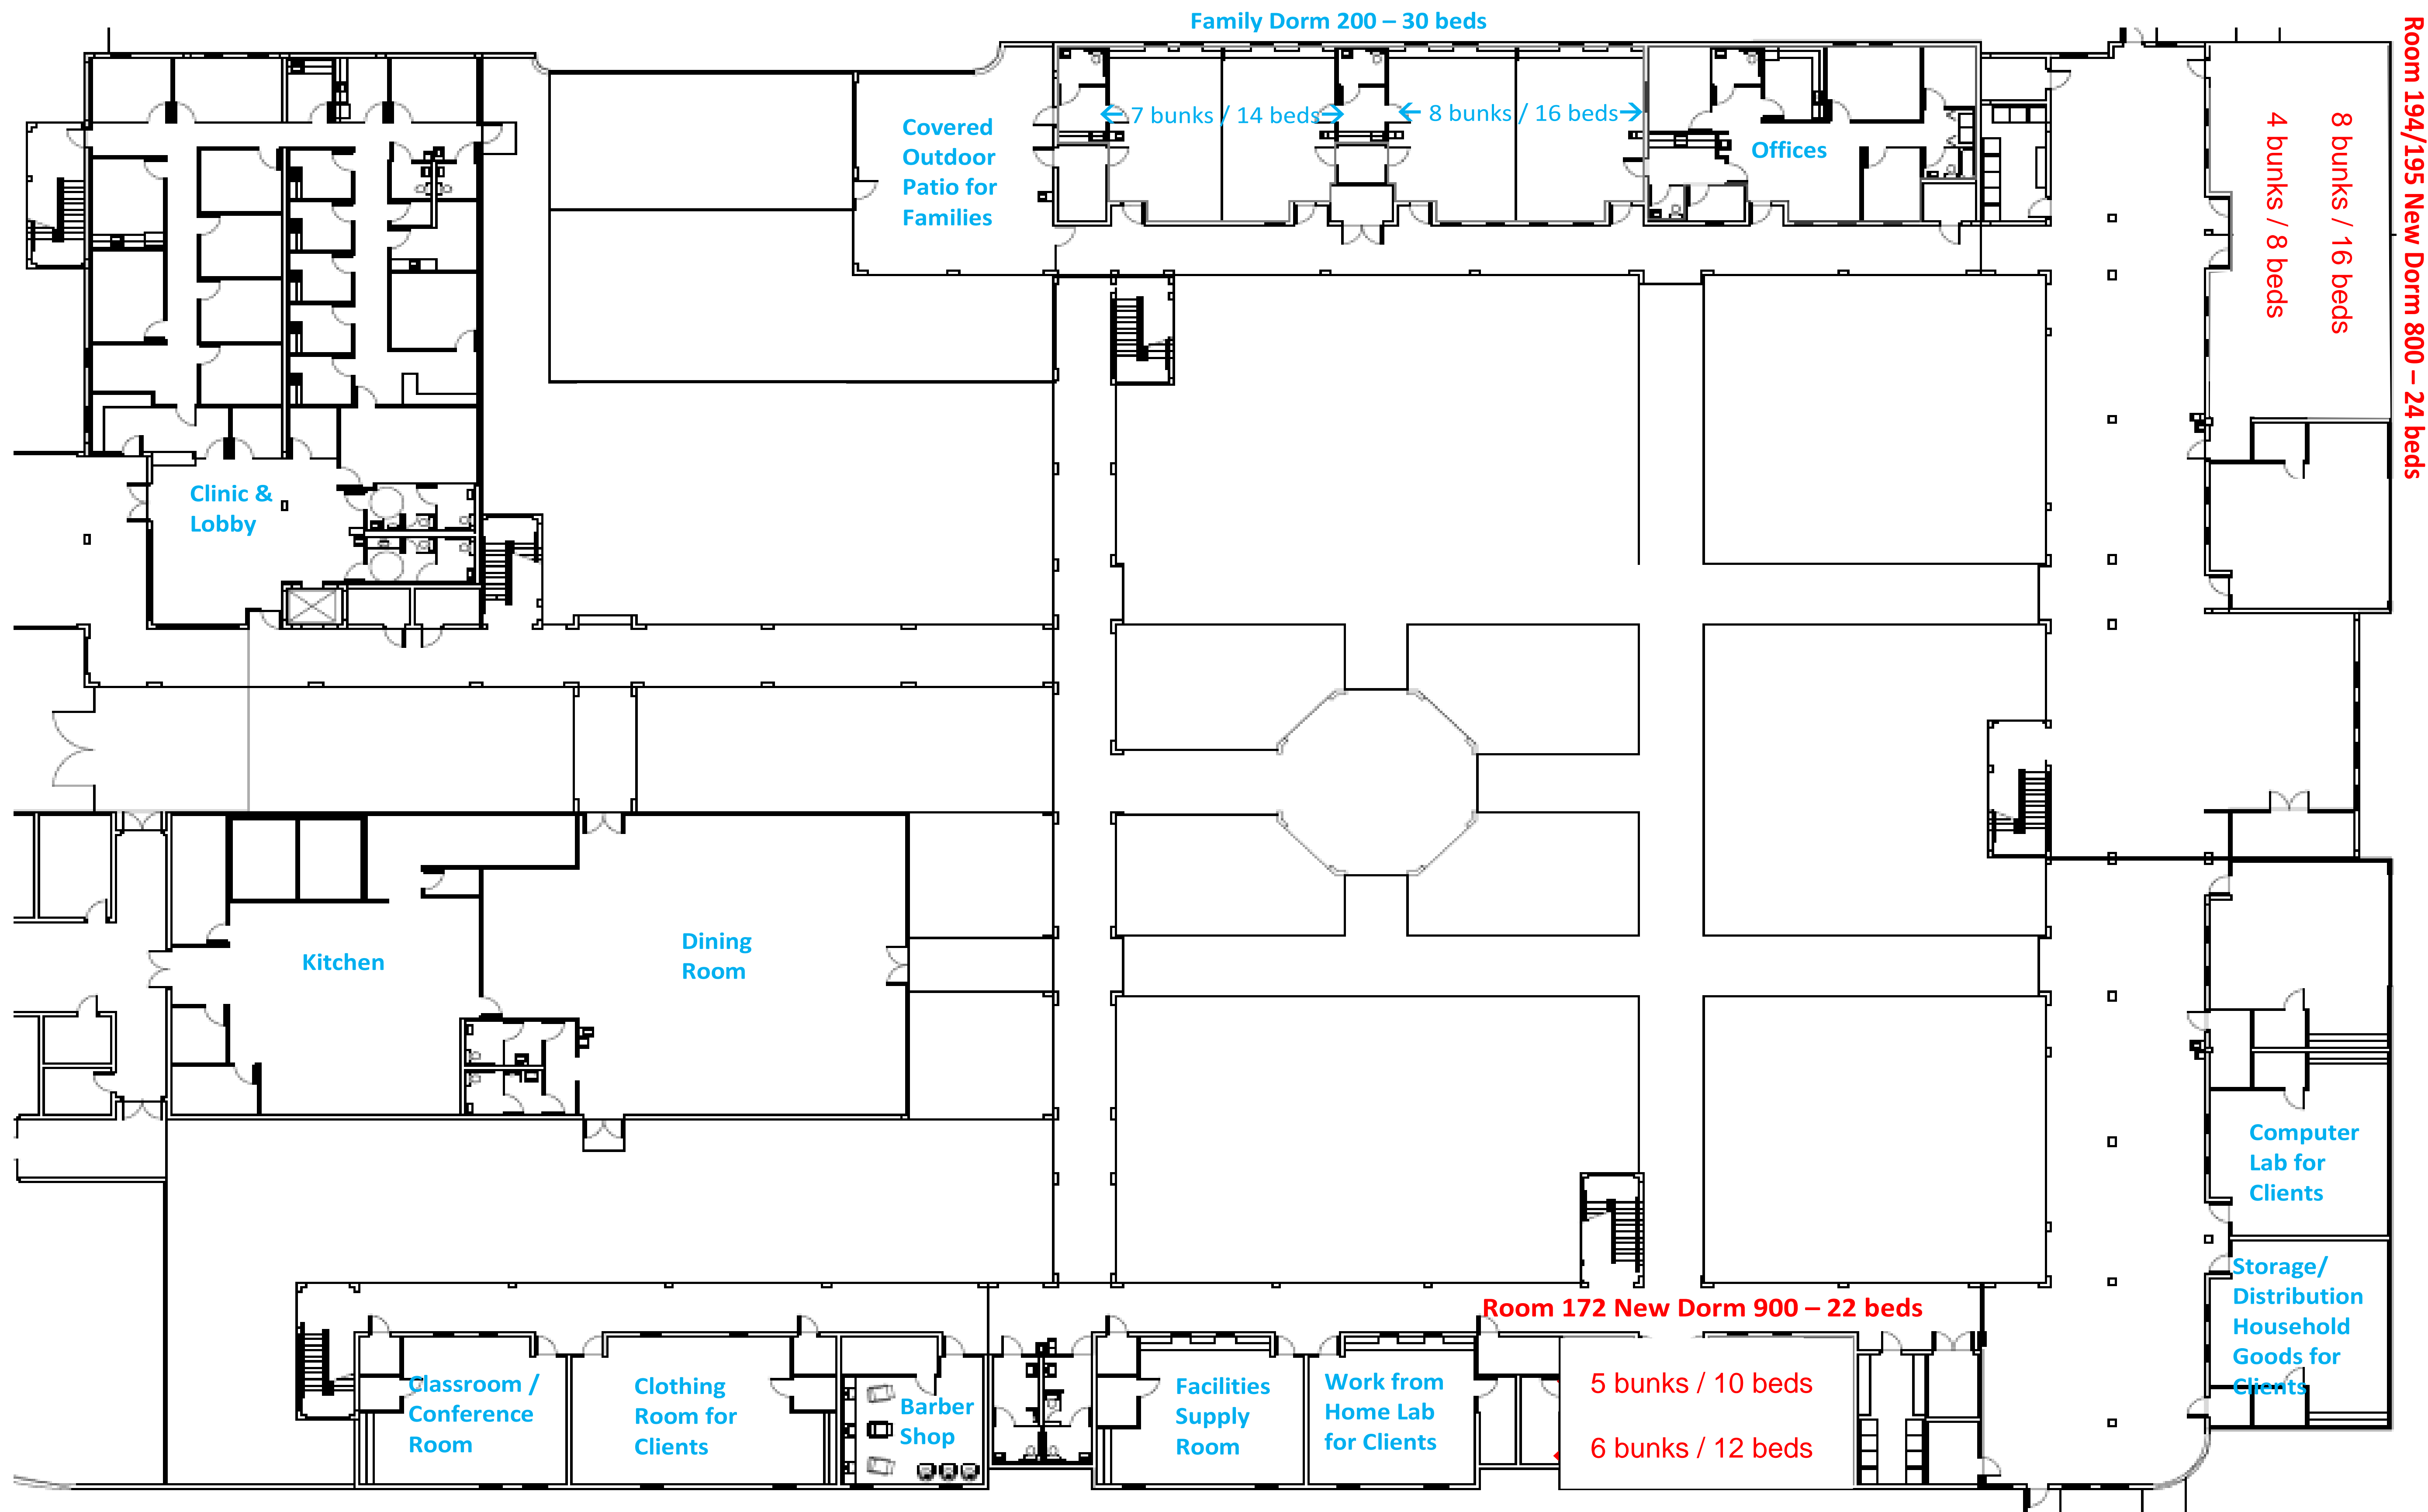 Family Dorm 200 – 30 beds
Room 194/195 New Dorm 800 – 24 beds
8 bunks / 16 beds
4 bunks / 8 beds
7 bunks / 14 beds
8 bunks / 16 beds
Covered
Outdoor
Patio for
Families
Offices
Clinic &
Lobby
Kitchen
Dining
Room
Computer
Lab for
Clients
Storage/
Distribution
Household
Goods for
Clients
Room 172 New Dorm 900 – 22 beds
5 bunks / 10 beds
6 bunks / 12 beds
Classroom /
Conference
Room
Clothing
Room for
Clients
Barber
Shop
Facilities
Supply
Room
Work from
Home Lab
for Clients